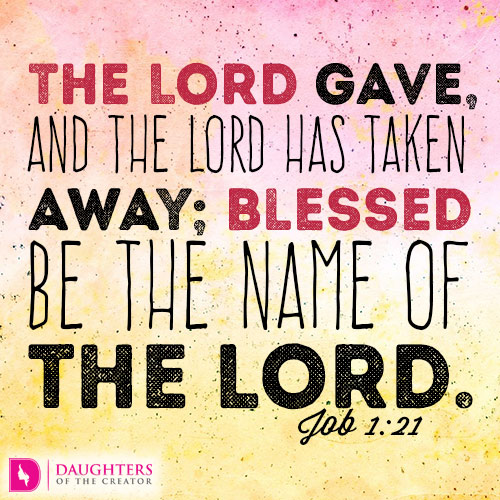 THE LORD GAVE,
AND THE LORD HAS TAKEN
AWAY; BLESSED
BE THE NAME OF
THE LORD.
Job 1:21
D DAUGHTERS
OF THE CREATOR